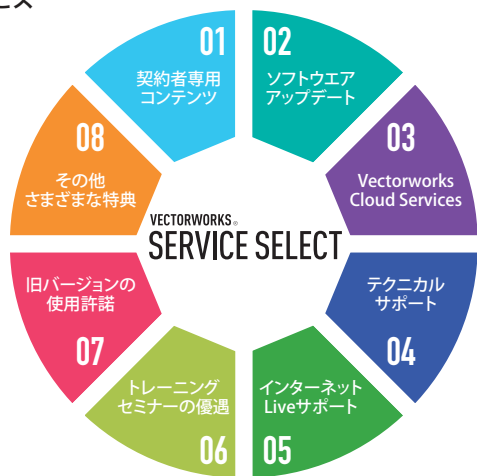 01
契約者専用
コンテンツ
02
ソフトウエア
アップデート
03
Vectorworks
Cloud Services
テクニカル
サポート
04
インターネット
Liveサポート
05
トレーニング
セミナーの優遇
06
旧バージョンの
使用許諾
07
08
その他
さまざまな特典
VECTORWORKS®
SERVICE SELECT